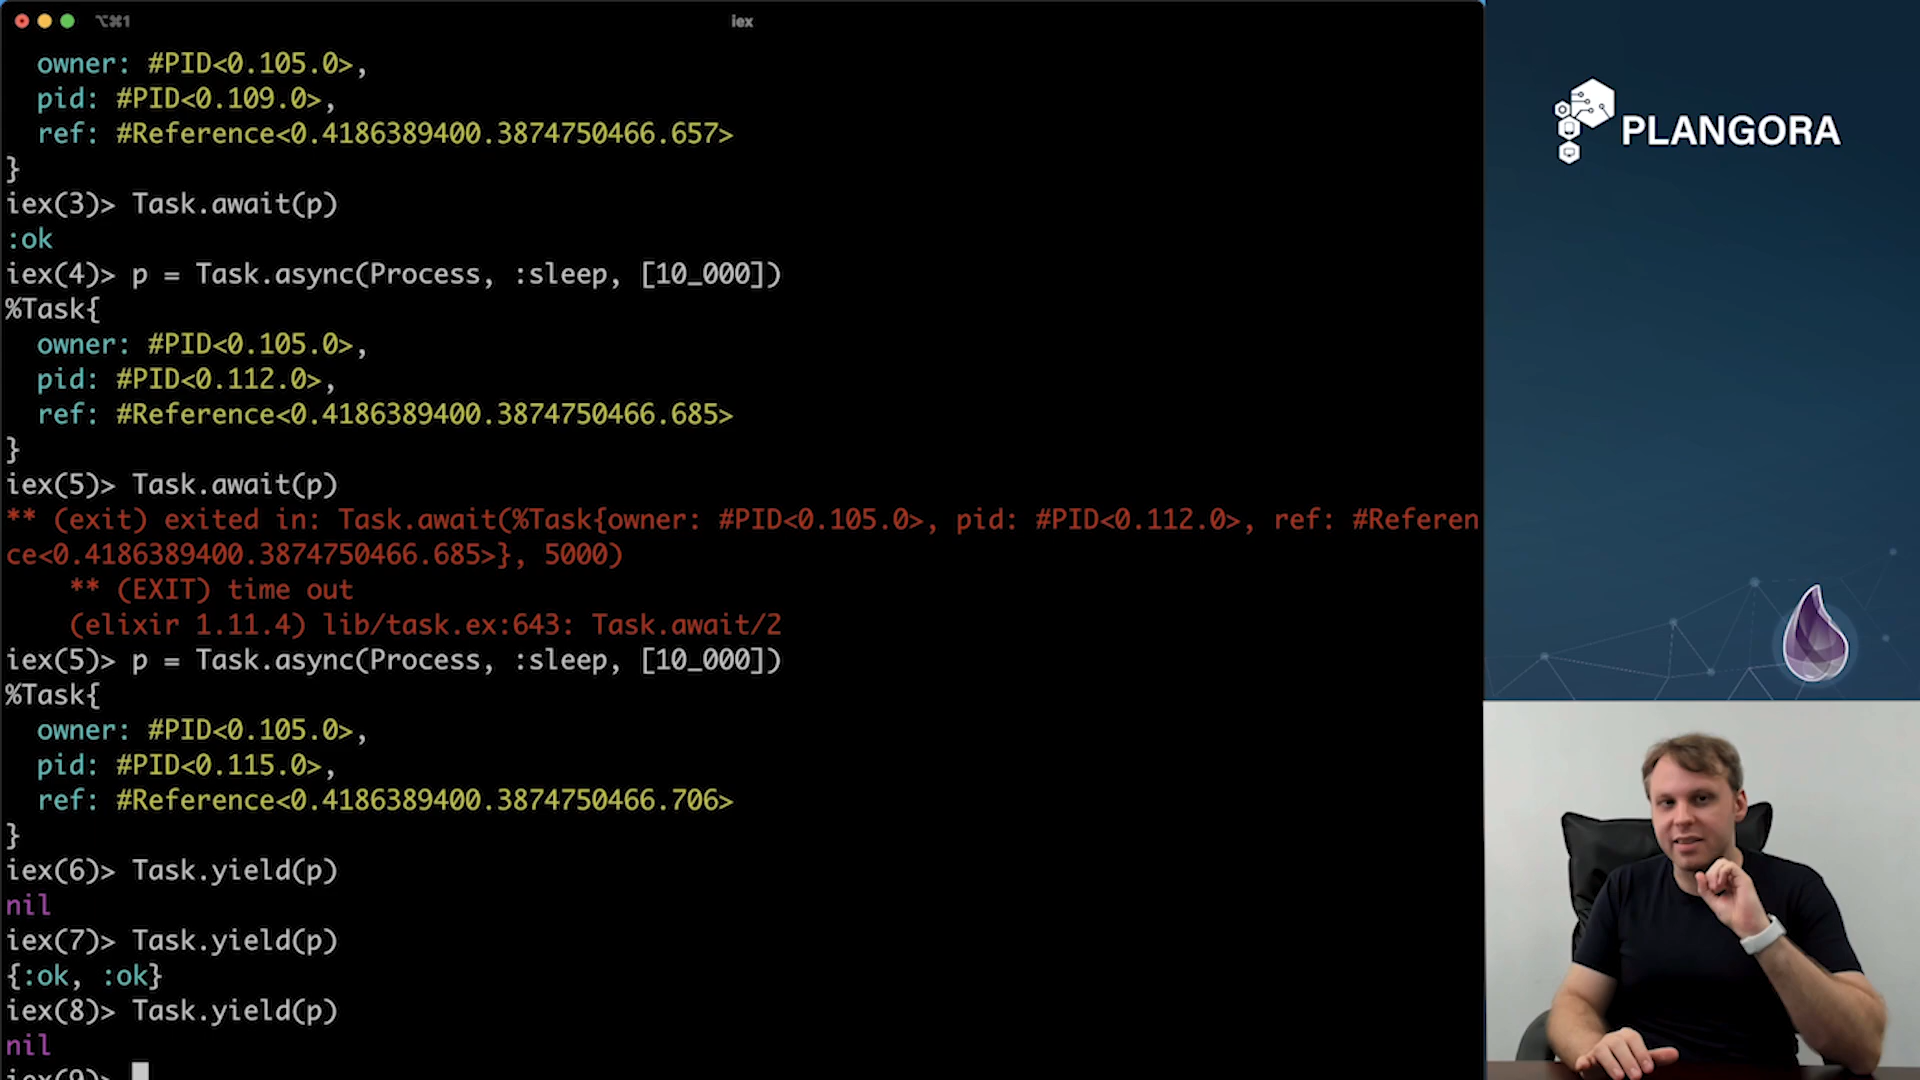 ⌥⌘1
iex
owner: #PID<0.105.0>,
pid: #PID<0.109.0>,
ref: #Reference<0.4186389400.3874750466.657>
}
iex(3)> Task.await(p)
:ok
iex(4)> p = Task.async(Process, :sleep, [10_000])
%Task{
owner: #PID<0.105.0>,
pid: #PID<0.112.0>,
ref: #Reference<0.4186389400.3874750466.685>
}
iex(5)> Task.await(p)
** (exit) exited in: Task.await(%Task{owner: #PID<0.105.0>, pid: #PID<0.112.0>, ref: #Referen
ce<0.4186389400.3874750466.685>}, 5000)
** (EXIT) time out
(elixir 1.11.4) lib/task.ex:643: Task.await/2
iex(5)> p = Task.async(Process, :sleep, [10_000])
%Task{
owner: #PID<0.105.0>,
pid: #PID<0.115.0>,
ref: #Reference<0.4186389400.3874750466.706>
}
iex(6)> Task.yield(p)
nil
iex(7)> Task.yield(p)
{:ok, :ok}
iex(8)> Task.yield(p)
nil
iex(9)>
PLANGORA